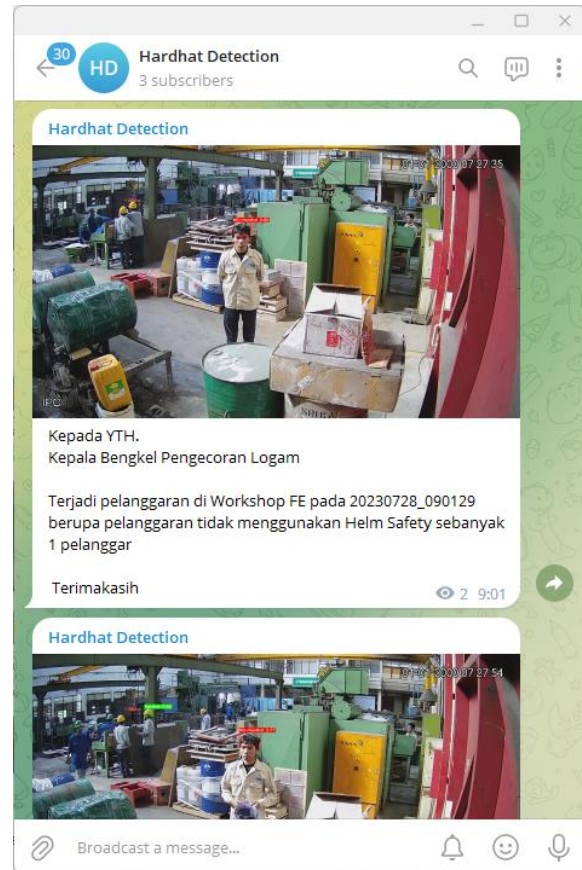 30
HD
Hardhat Detection
3 subscribers
Hardhat Detection
IPC
Kepada YTH.
Kepala Bengkel Pengecoran Logam
Terjadi pelanggaran di Workshop FE pada 20230728_090129
berupa pelanggaran tidak menggunakan Helm Safety sebanyak
1 pelanggar
Terimakasih
2 9:01
Hardhat Detection
Broadcast a message...